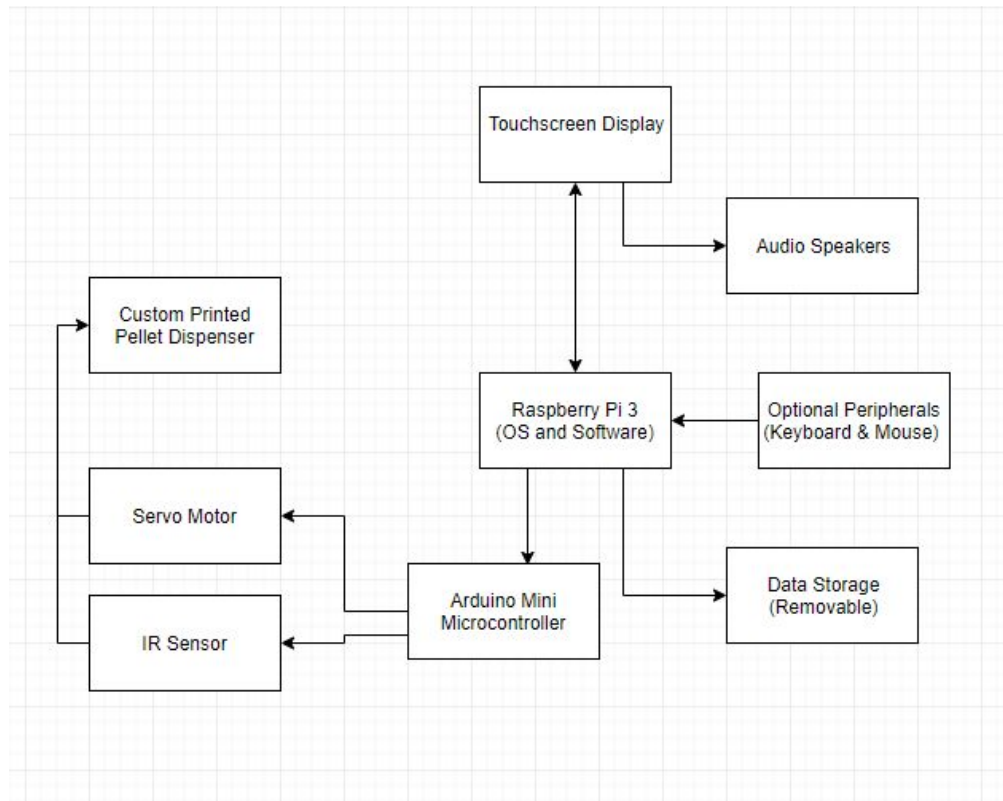 Touchscreen Display
Audio Speakers
Custom Printed
Pellet Dispenser
Raspberry Pi 3
(OS and Software)
Optional Peripherals
(Keyboard & Mouse)
Servo Motor
Arduino Mini
Microcontroller
Data Storage
(Removable)
IR Sensor